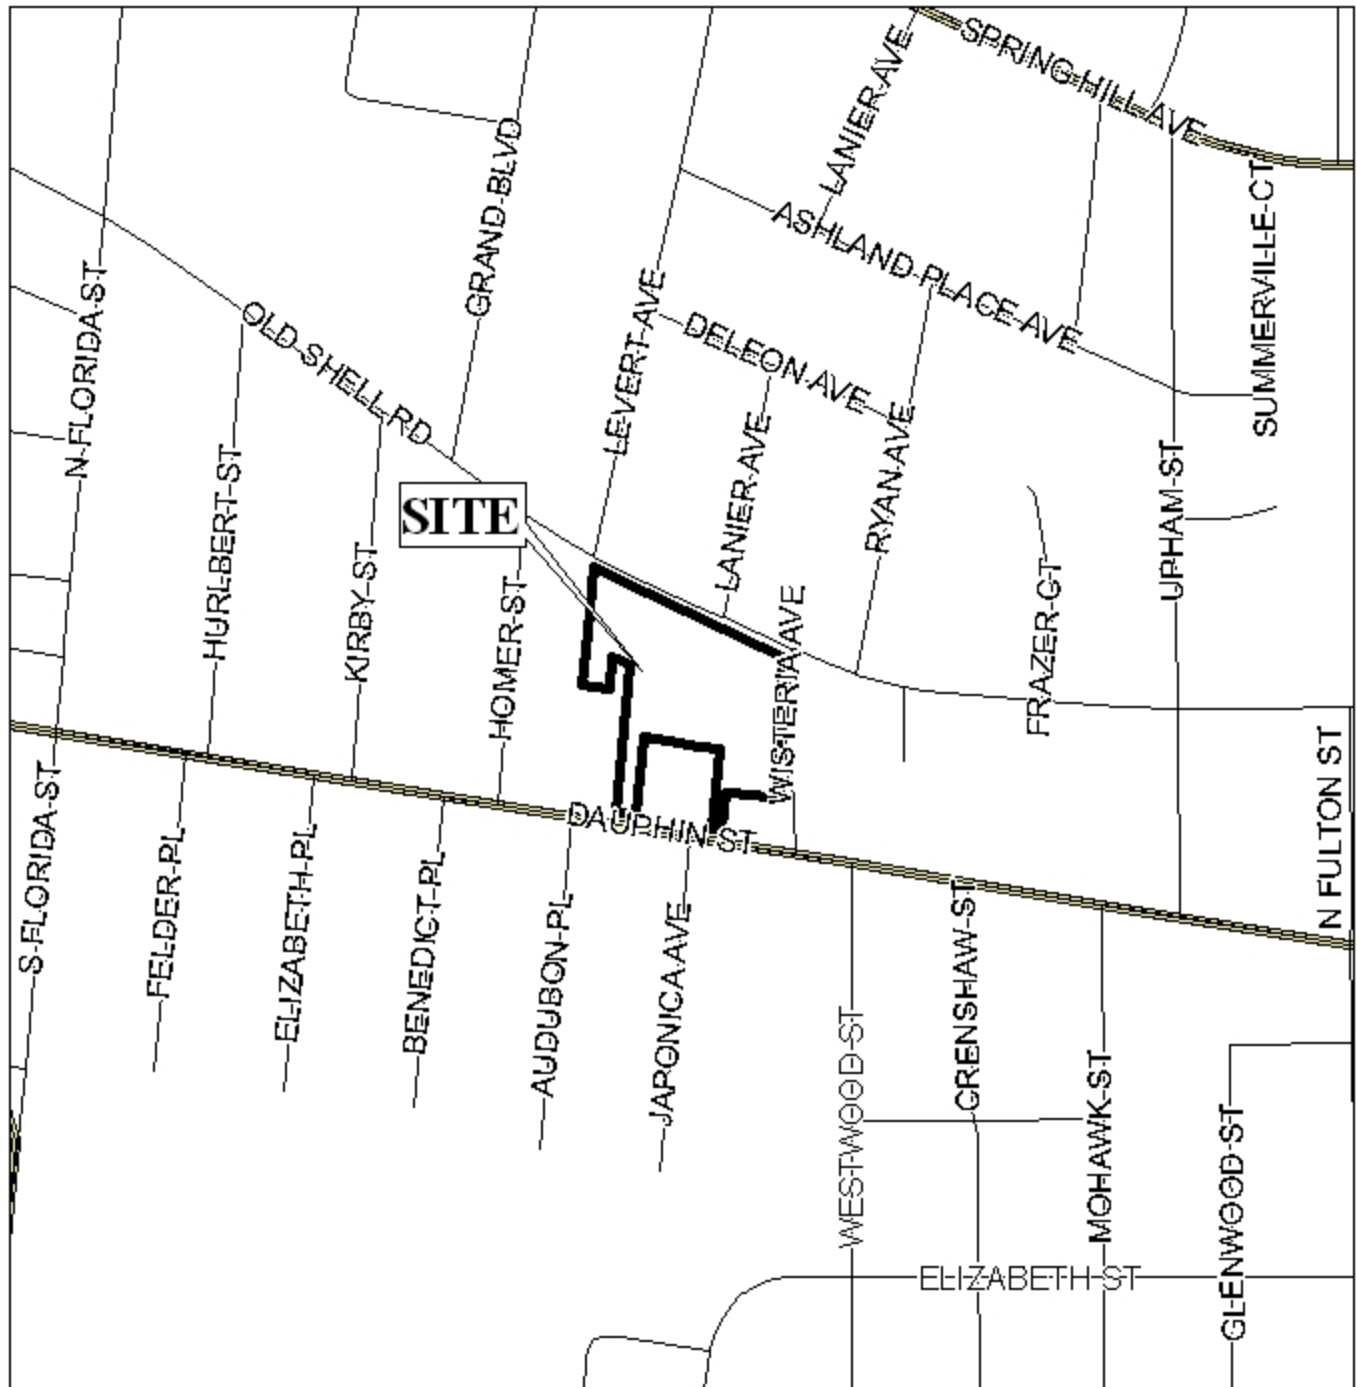 SPRING HILL AVE
LANIER AVE
GRAND BLVD
ASHLAND PLACE AVE
SUMMERVILLE CT
N FLORIDA ST
OLD SHELL RD
LEVERT AVE
DELEON AVE
LANIER AVE
RYAN AVE
UPHAM ST
HURLBERT ST
KIRBY ST
SITE
HOMER ST
WISTERIA AVE
FRAZER CT
N FULTON ST
DAUPHIN ST
S FLORIDA ST
FELDER PL
ELIZABETH PL
BENEDICT PL
AUDUBON PL
JAPONICA AVE
WESTWOOD ST
CRENSHAW ST
MOHAWK ST
GLENWOOD ST
ELIZABETH ST